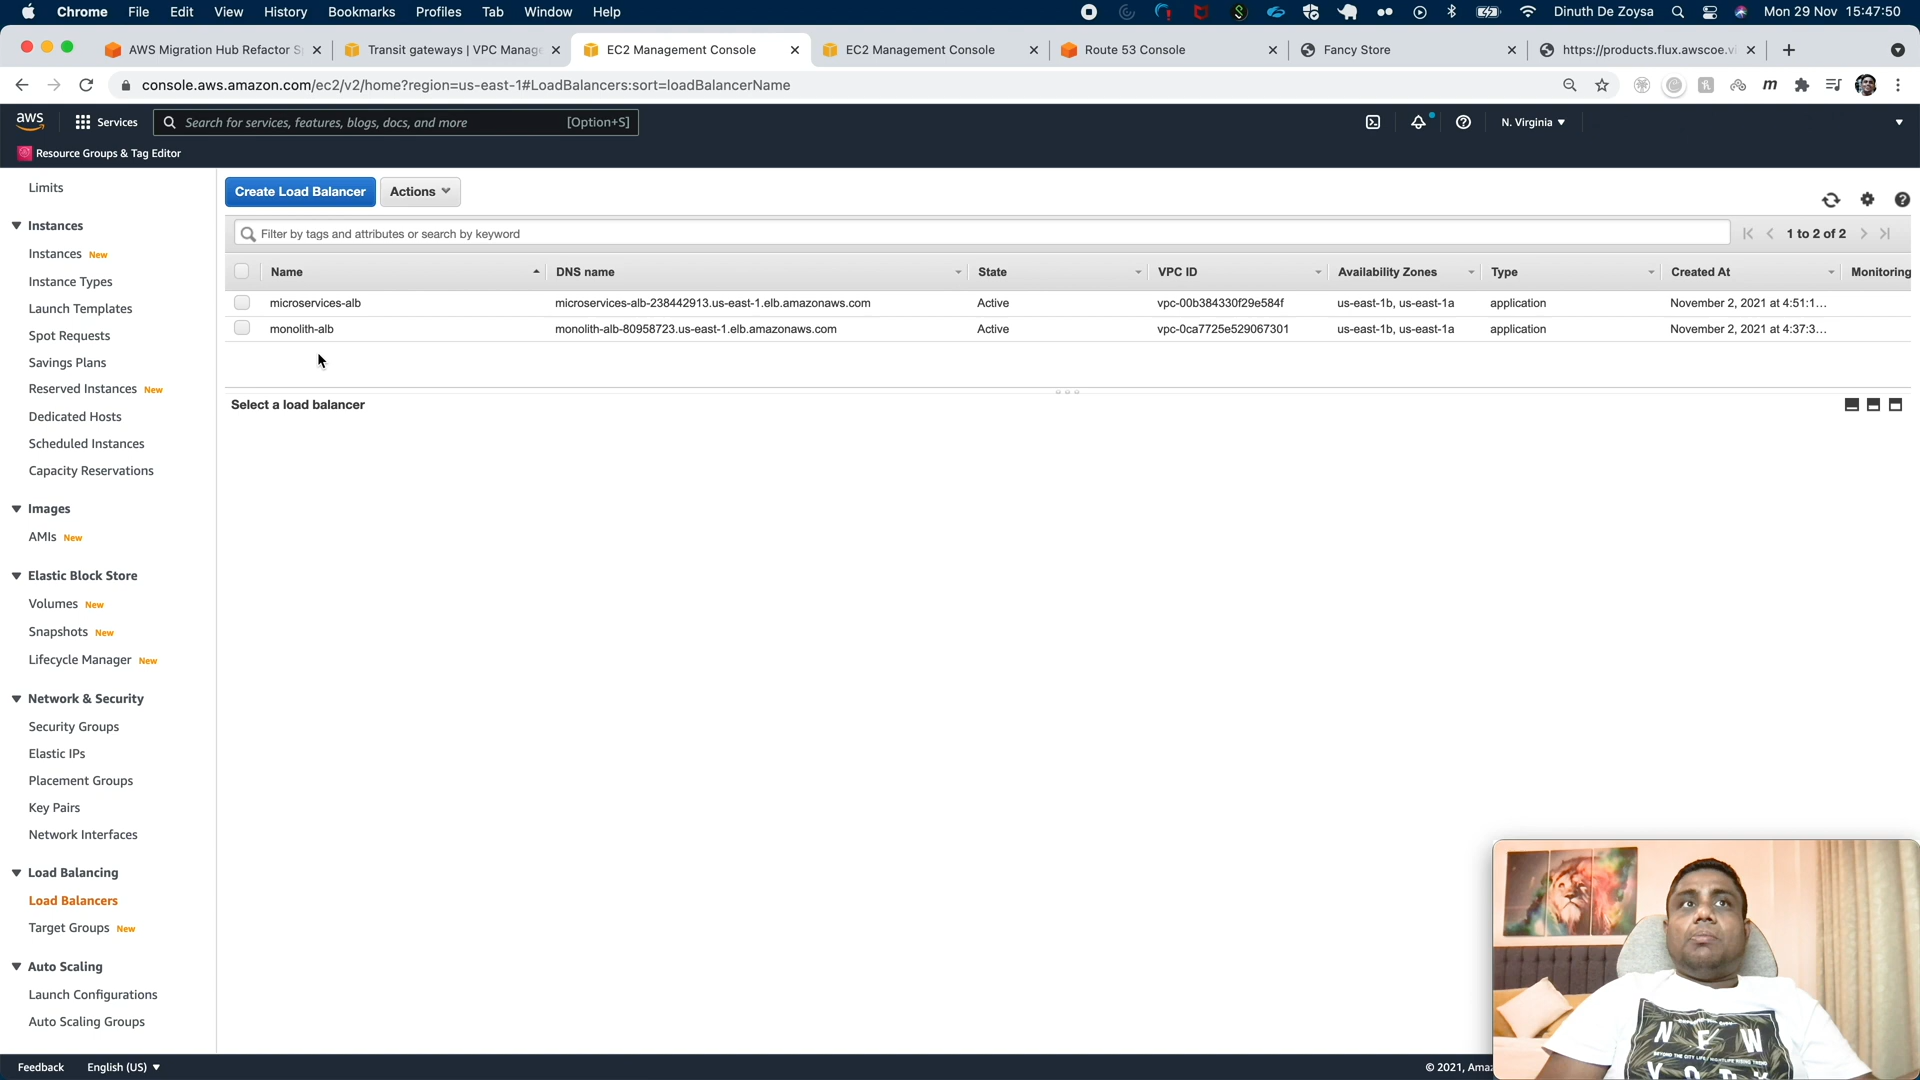 Chrome File Edit View History Bookmarks Profiles Tab Window Help Dinuth De Zoysa Mon 29 Nov 15:47:50
AWS Migration Hub Refactor S Transit gateways | VPC Manage EC2 Management Console EC2 Management Console Route 53 Console Fancy Store https://products.flux.awscoe.vi
console.aws.amazon.com/ec2/v2/home?region=us-east-1#LoadBalancers:sort=loadBalancerName
aws Services Search for services, features, blogs, docs, and more [Option+S] N. Virginia
Resource Groups & Tag Editor
Limits
Instances
Instances New
Instance Types
Launch Templates
Spot Requests
Savings Plans
Reserved Instances New
Dedicated Hosts
Scheduled Instances
Capacity Reservations
Images
AMIs New
Elastic Block Store
Volumes New
Snapshots New
Lifecycle Manager New
Network & Security
Security Groups
Elastic IPs
Placement Groups
Key Pairs
Network Interfaces
Load Balancing
Load Balancers
Target Groups New
Auto Scaling
Launch Configurations
Auto Scaling Groups
Create Load Balancer Actions
Filter by tags and attributes or search by keyword 1 to 2 of 2
Name DNS name State VPC ID Availability Zones Type Created At Monitoring
microservices-alb microservices-alb-238442913.us-east-1.elb.amazonaws.com Active vpc-00b384330f29e584f us-east-1b, us-east-1a application November 2, 2021 at 4:51:1...
monolith-alb monolith-alb-80958723.us-east-1.elb.amazonaws.com Active vpc-0ca7725e529067301 us-east-1b, us-east-1a application November 2, 2021 at 4:37:3...
Select a load balancer
NEW
Feedback English (US) © 2021, Amaz